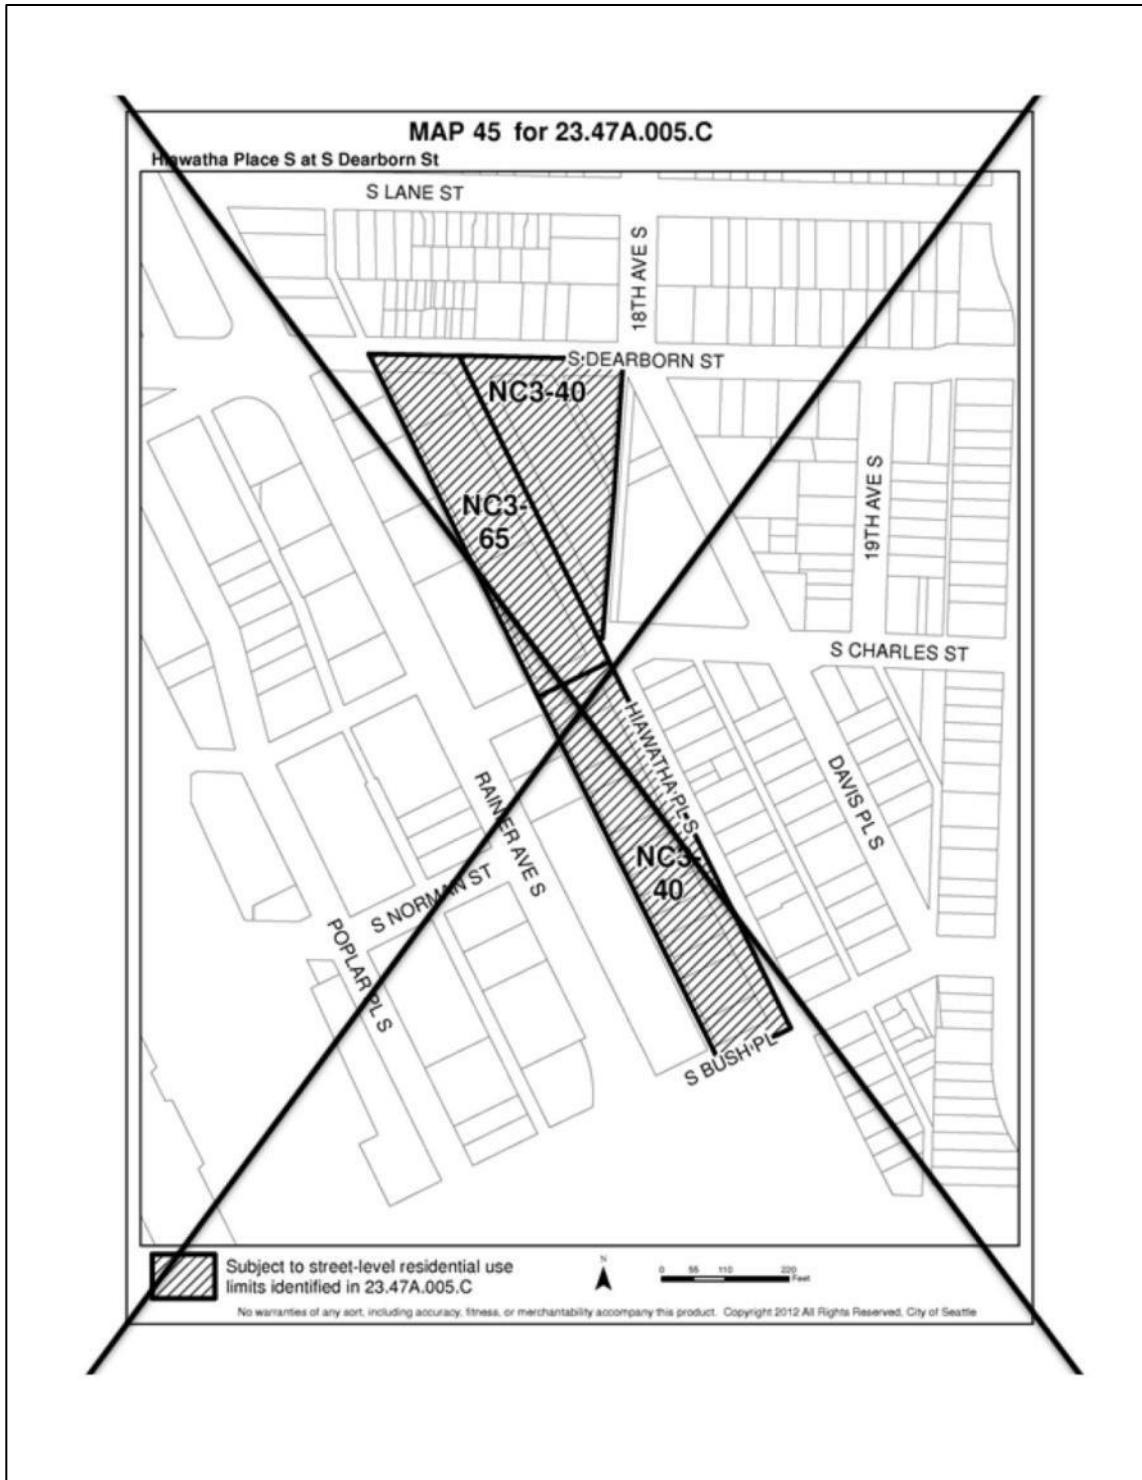 MAP 45 for 23.47A.005.C
Hiawatha Place S at S Dearborn St
S LANE ST
18TH AVE S
S DEARBORN ST
NC3-40
NC3-
65
19TH AVE S
S CHARLES ST
HIAWATHA PL S
DAVIS PL S
RAINIER AVE S
NC3-
40
S NORMAN ST
POPLAR PL S
S BUSH PL
Subject to street-level residential use
limits identified in 23.47A.005.C
N
0 55 110 220
Feet
No warranties of any sort, including accuracy, fitness, or merchantability accompany this product. Copyright 2012 All Rights Reserved, City of Seattle